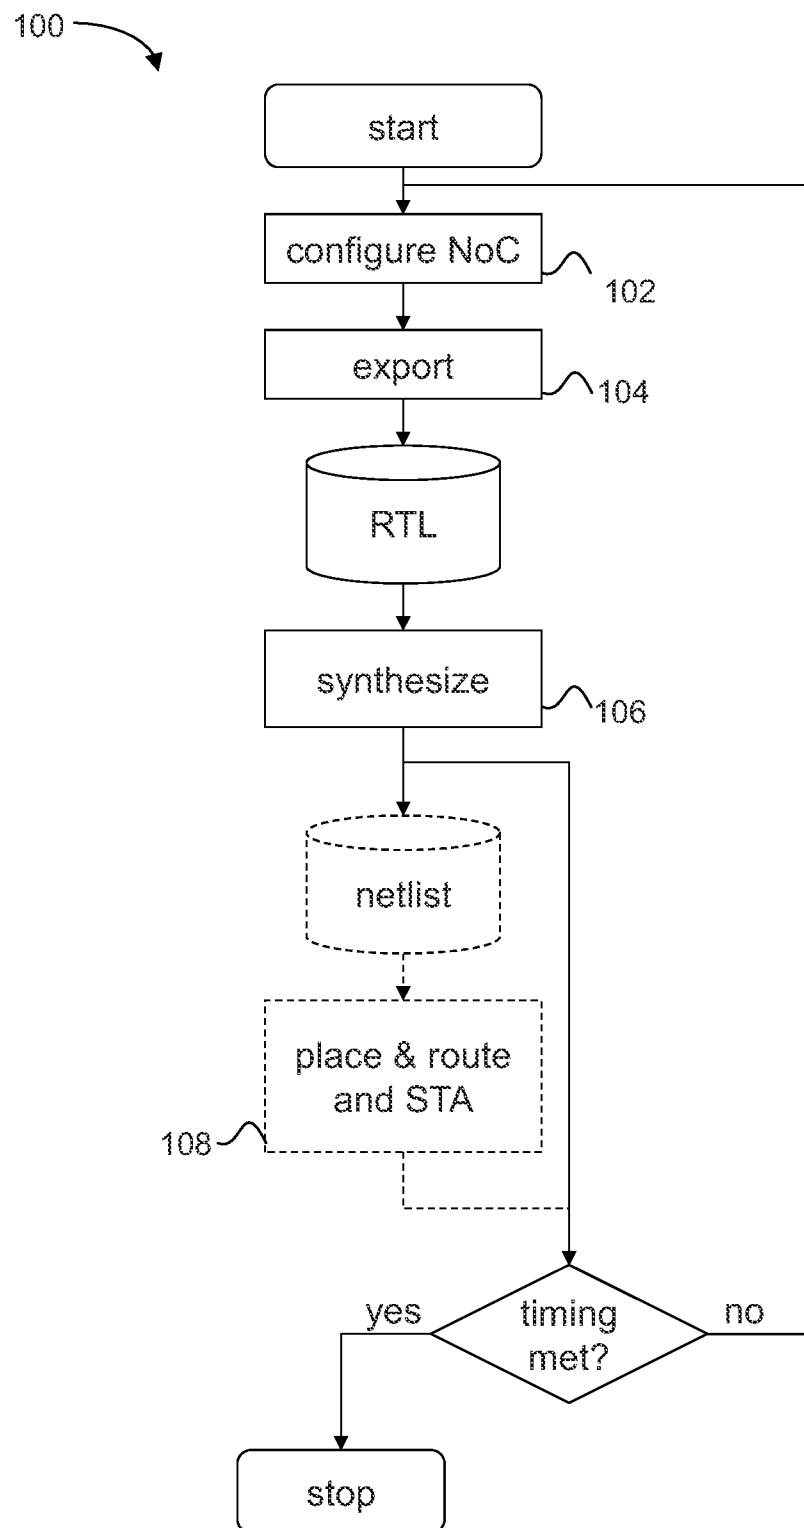 100
start
configure NoC
102
export
104
RTL
synthesize
106
netlist
place & route
and STA
108
yes
timing
met?
no
stop